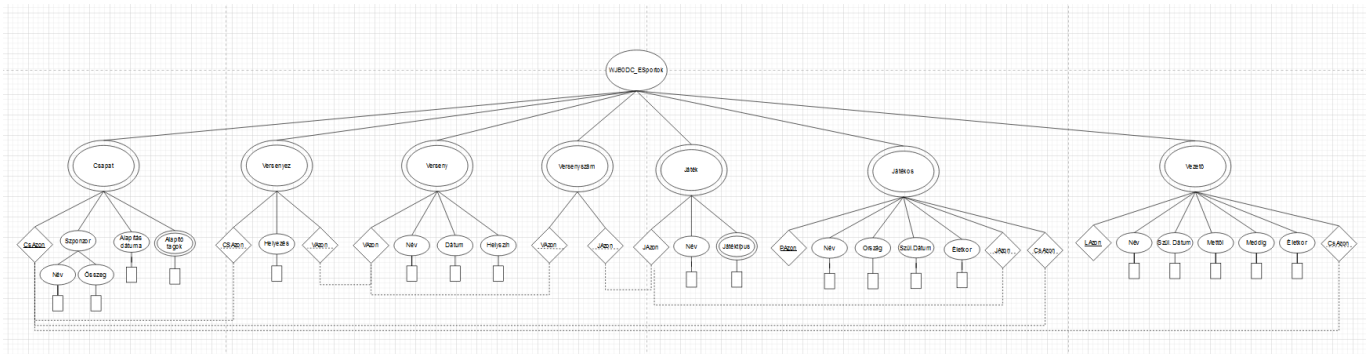 WJB0DC_ESportok
Csapat
Versenyez
Verseny
Versenyszám
Játék
Játékos
Vezető
CsAzon
Szponzor
Alapítás
dátuma
Alapító
tagok
Név
Összeg
CSAzon
Helyezés
VAzon
VAzon
Név
Dátum
Helyszín
VAzon
JAzon
JAzon
Név
Játéktípus
Név
Ország
Szül.Dátum
Életkor
JAzon
CsAzon
LAzon
Név
Szül. Dátum
Mettől
Meddig
Életkor
CsAzon